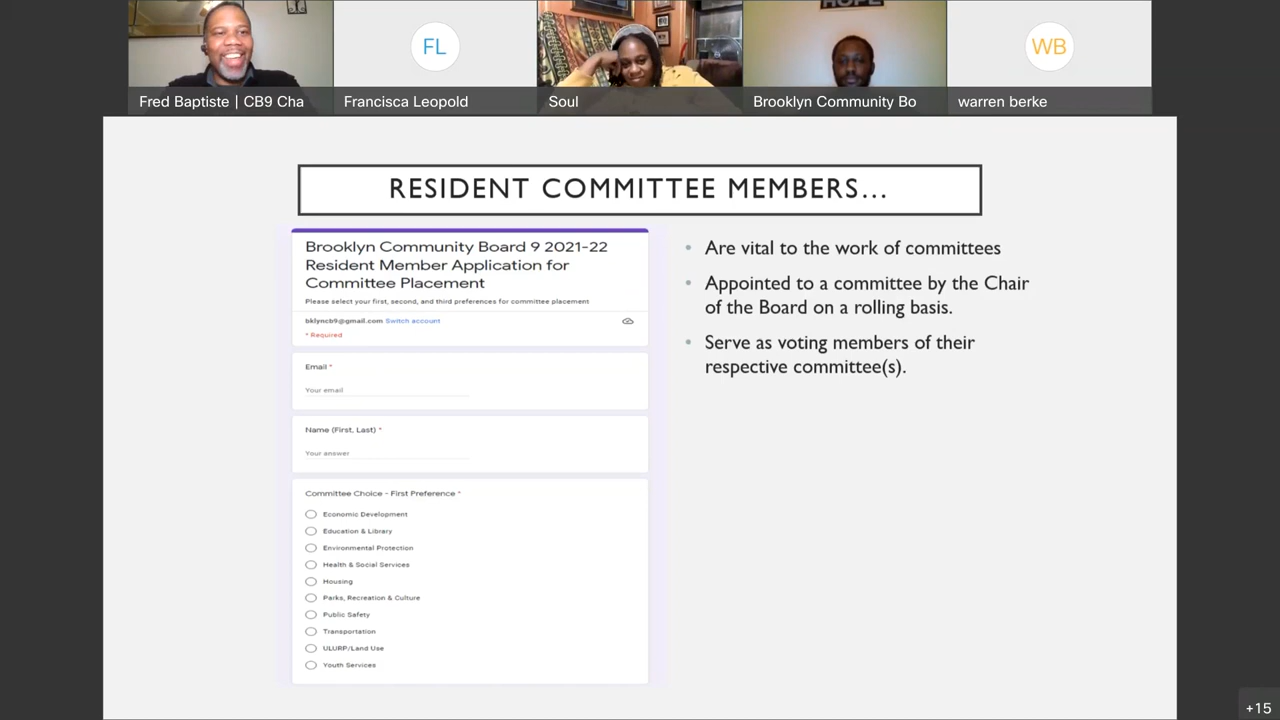 HOPE
FL
WB
Fred Baptiste | CB9 Cha
Francisca Leopold
Soul
Brooklyn Community Bo
warren berke
RESIDENT COMMITTEE MEMBERS...
Brooklyn Community Board 9 2021-22
Resident Member Application for
Committee Placement
Please select your first, second, and third preferences for committee placement
bklyncb9@gmail.com Switch account
* Required
Email *
Your email
Name (First, Last) *
Your answer
Committee Choice - First Preference *
Economic Development
Education & Library
Environmental Protection
Health & Social Services
Housing
Parks, Recreation & Culture
Public Safety
Transportation
ULURP/Land Use
Youth Services
• Are vital to the work of committees
• Appointed to a committee by the Chair
of the Board on a rolling basis.
• Serve as voting members of their
respective committee(s).
+15